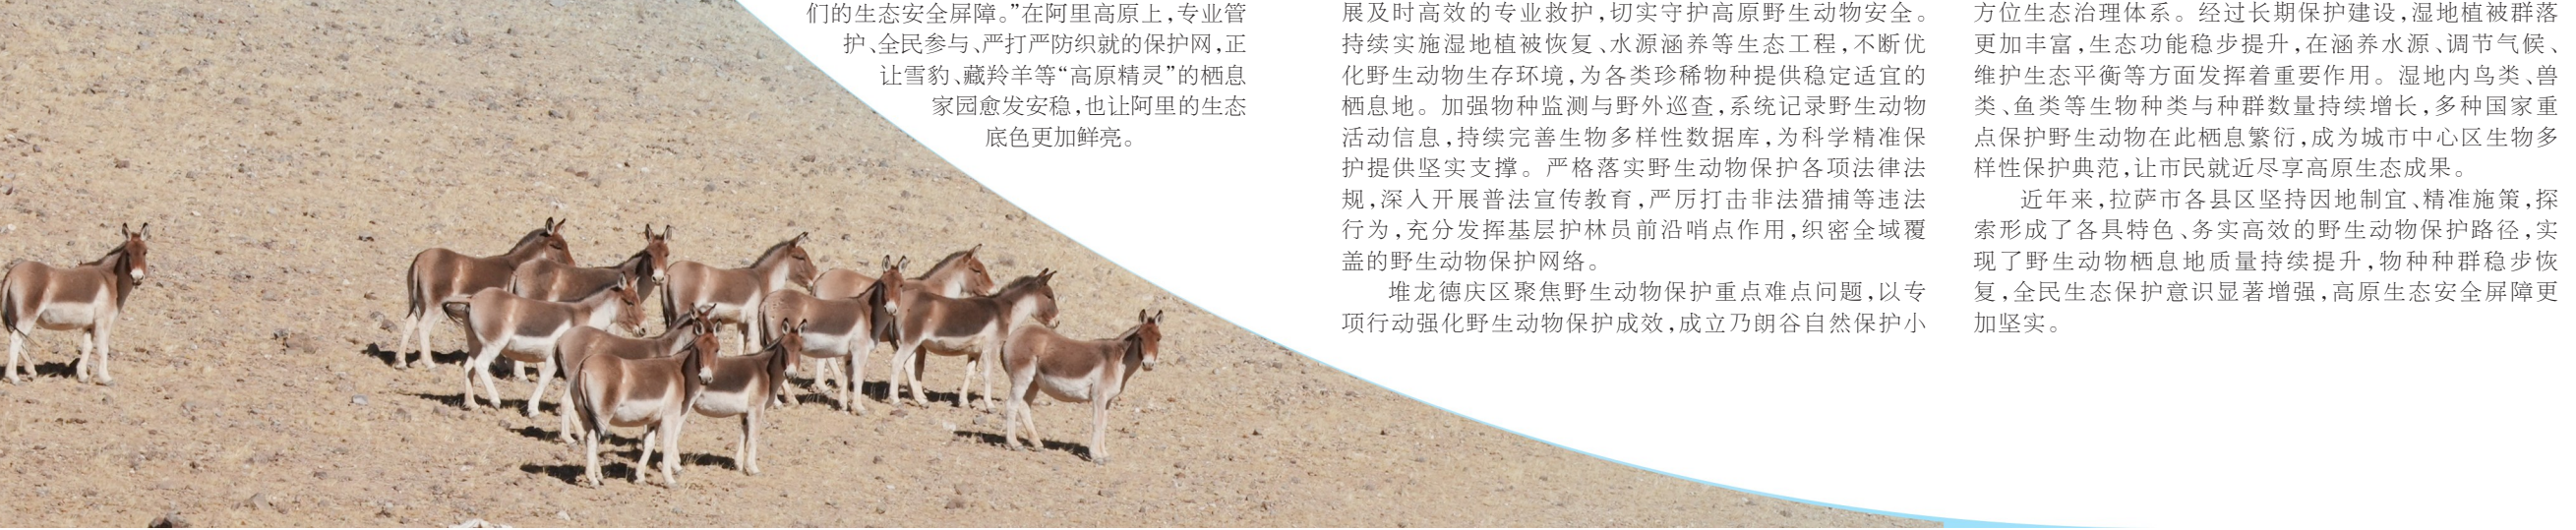 们的生态安全屏障。”在阿里高原上,专业管
护、全民参与、严打严防织就的保护网,正
让雪豹、藏羚羊等“高原精灵”的栖息
家园愈发安稳,也让阿里的生态
底色更加鲜亮。
展及时高效的专业救护,切实守护高原野生动物安全。
持续实施湿地植被恢复、水源涵养等生态工程,不断优
化野生动物生存环境,为各类珍稀物种提供稳定适宜的
栖息地。加强物种监测与野外巡查,系统记录野生动物
活动信息,持续完善生物多样性数据库,为科学精准保
护提供坚实支撑。严格落实野生动物保护各项法律法
规,深入开展普法宣传教育,严厉打击非法猎捕等违法
行为,充分发挥基层护林员前沿哨点作用,织密全域覆
盖的野生动物保护网络。
堆龙德庆区聚焦野生动物保护重点难点问题,以专
项行动强化野生动物保护成效,成立乃朗谷自然保护小
方位生态治理体系。经过长期保护建设,湿地植被群落
更加丰富,生态功能稳步提升,在涵养水源、调节气候、
维护生态平衡等方面发挥着重要作用。湿地内鸟类、兽
类、鱼类等生物种类与种群数量持续增长,多种国家重
点保护野生动物在此栖息繁衍,成为城市中心区生物多
样性保护典范,让市民就近尽享高原生态成果。
近年来,拉萨市各县区坚持因地制宜、精准施策,探
索形成了各具特色、务实高效的野生动物保护路径,实
现了野生动物栖息地质量持续提升,物种种群稳步恢
复,全民生态保护意识显著增强,高原生态安全屏障更
加坚实。